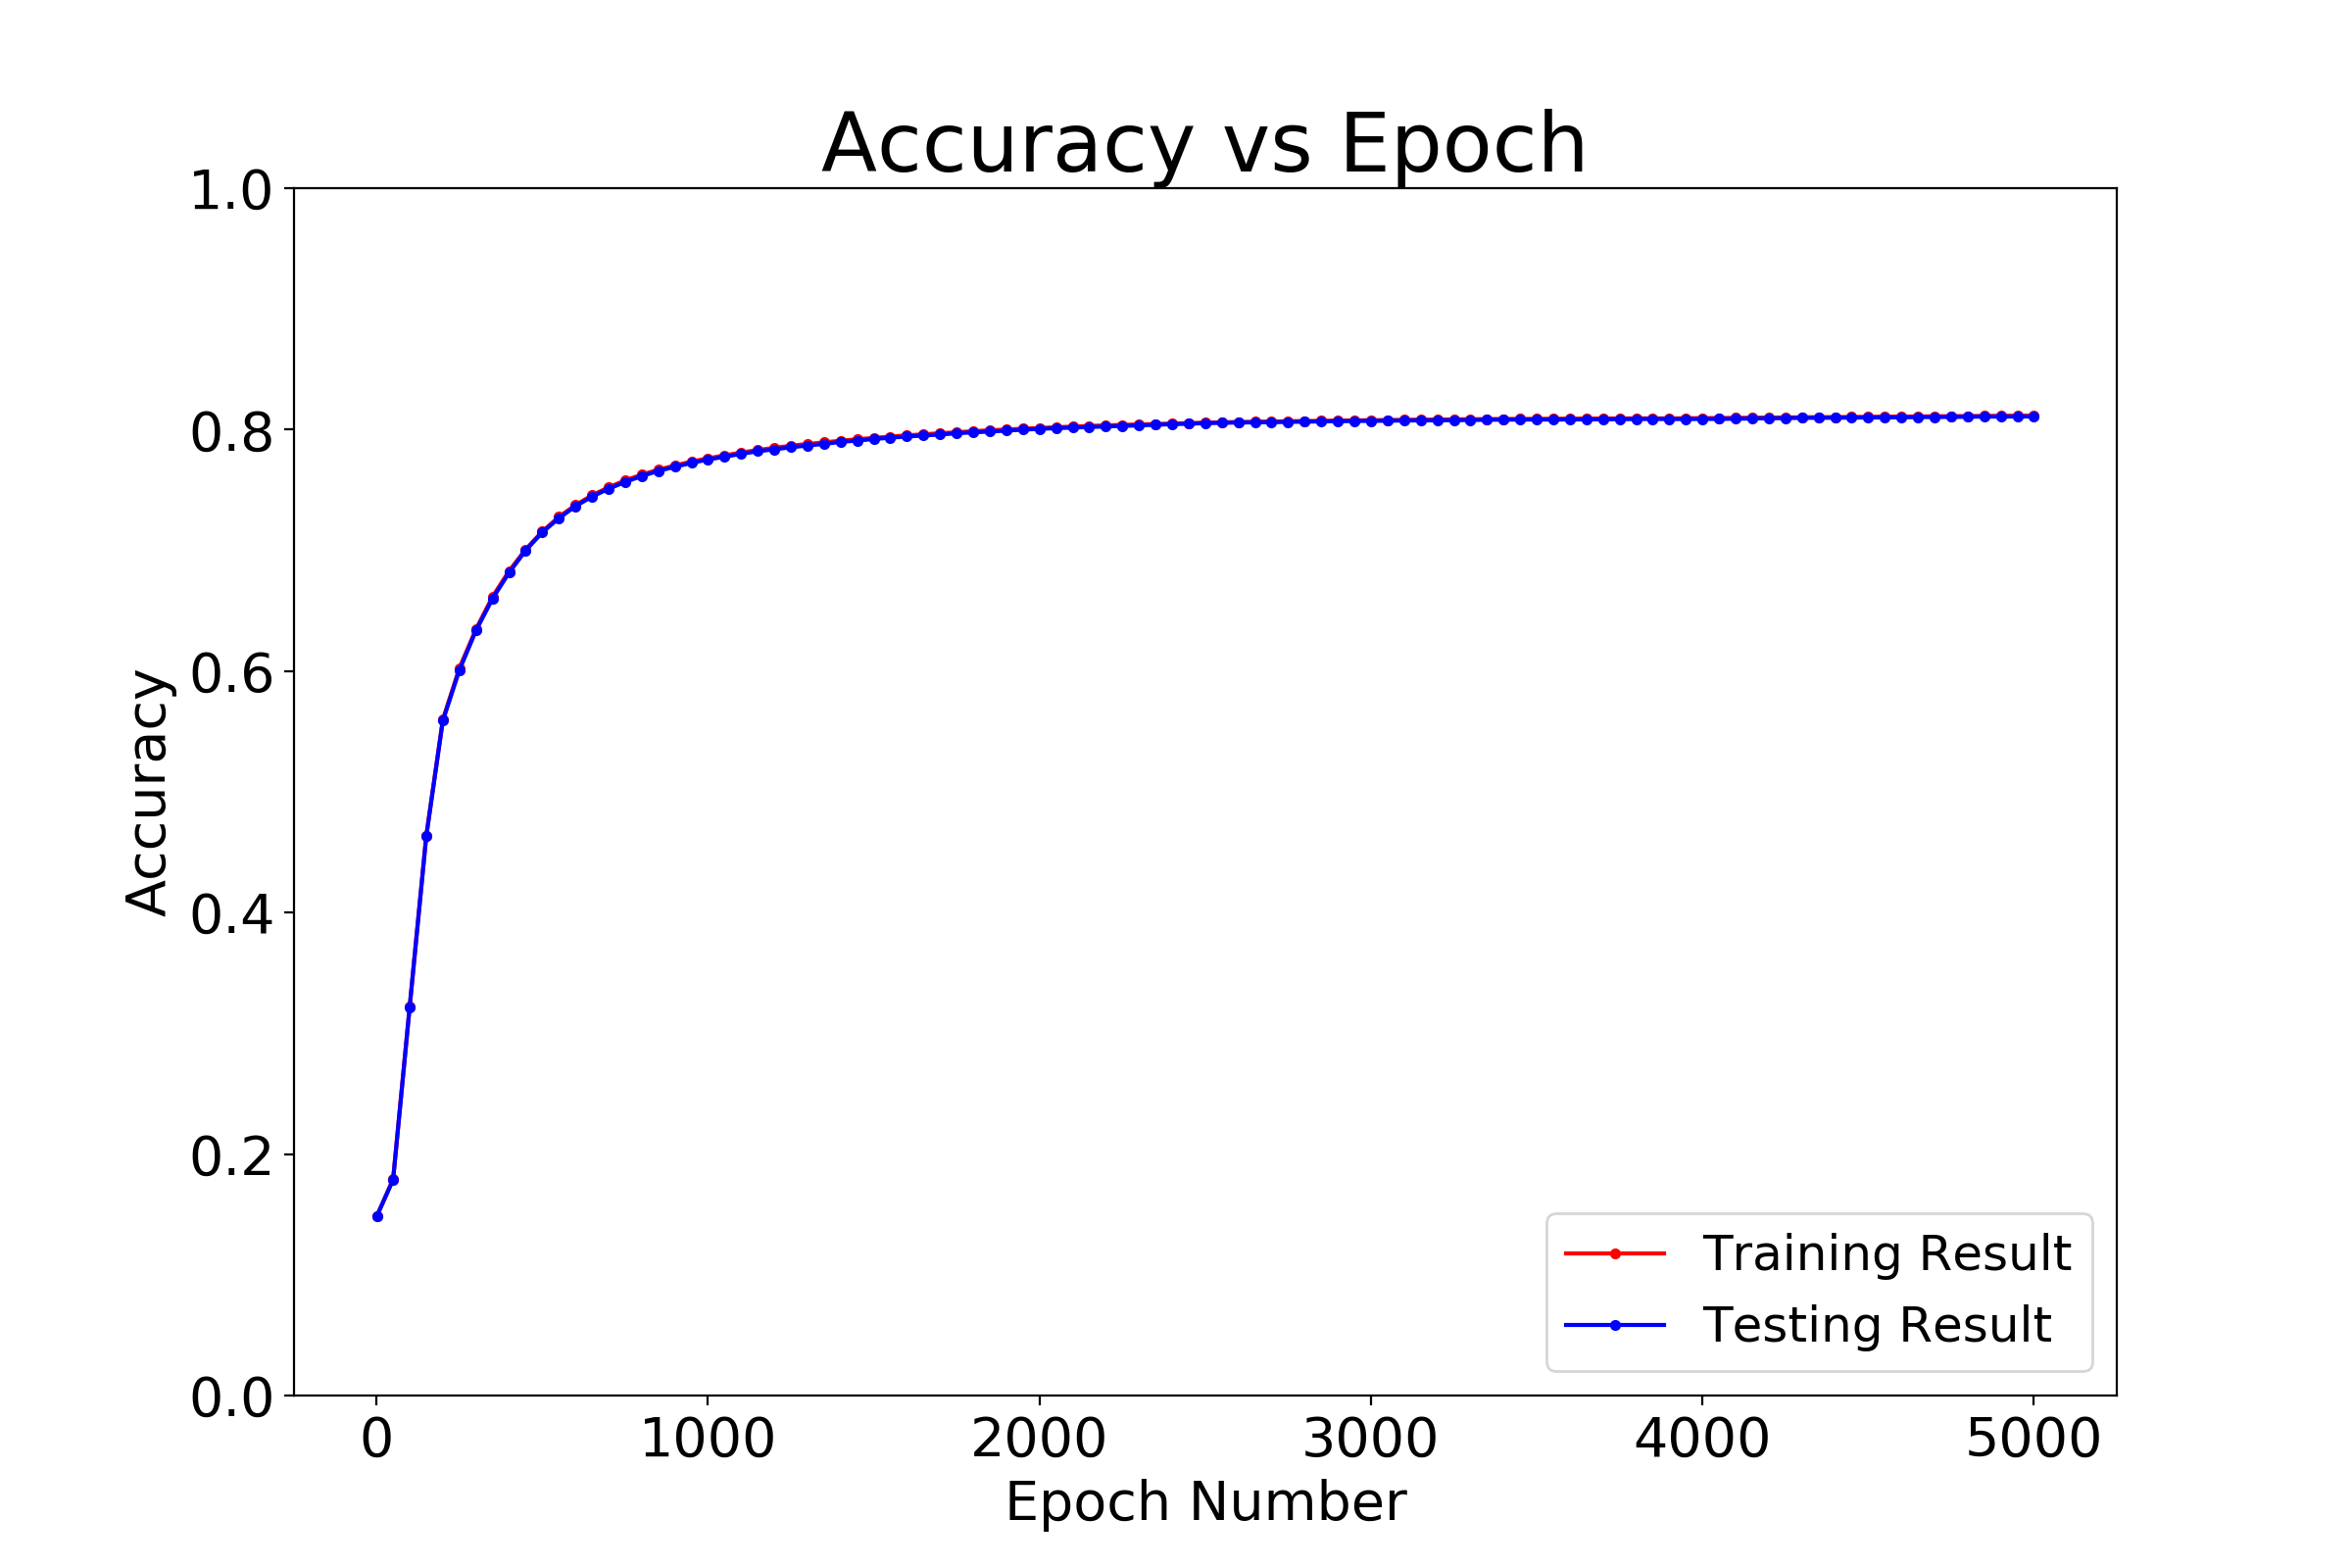 Accuracy vs Epoch
1.0
0.8
0.6
0.4
0.2
0.0
Accuracy
0 1000 2000 3000 4000 5000
Epoch Number
Training Result
Testing Result